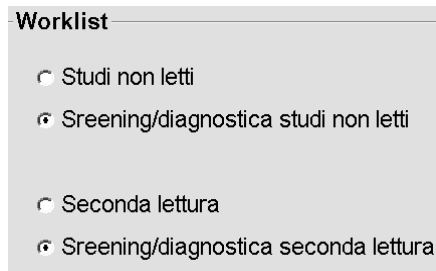 Worklist
Studi non letti
Sreening/diagnostica studi non letti
Seconda lettura
Sreening/diagnostica seconda lettura